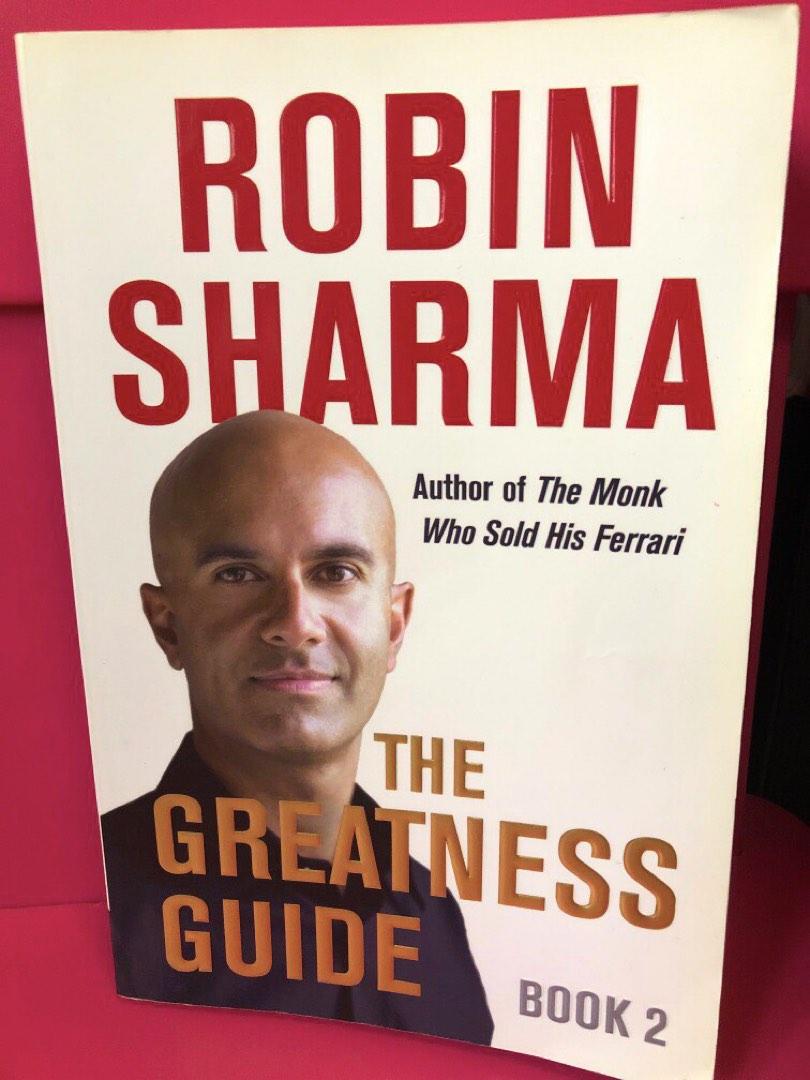 ROBIN
SHARMA
Author of The Monk
Who Sold His Ferrari
THE
GREATNESS
GUIDE
BOOK 2